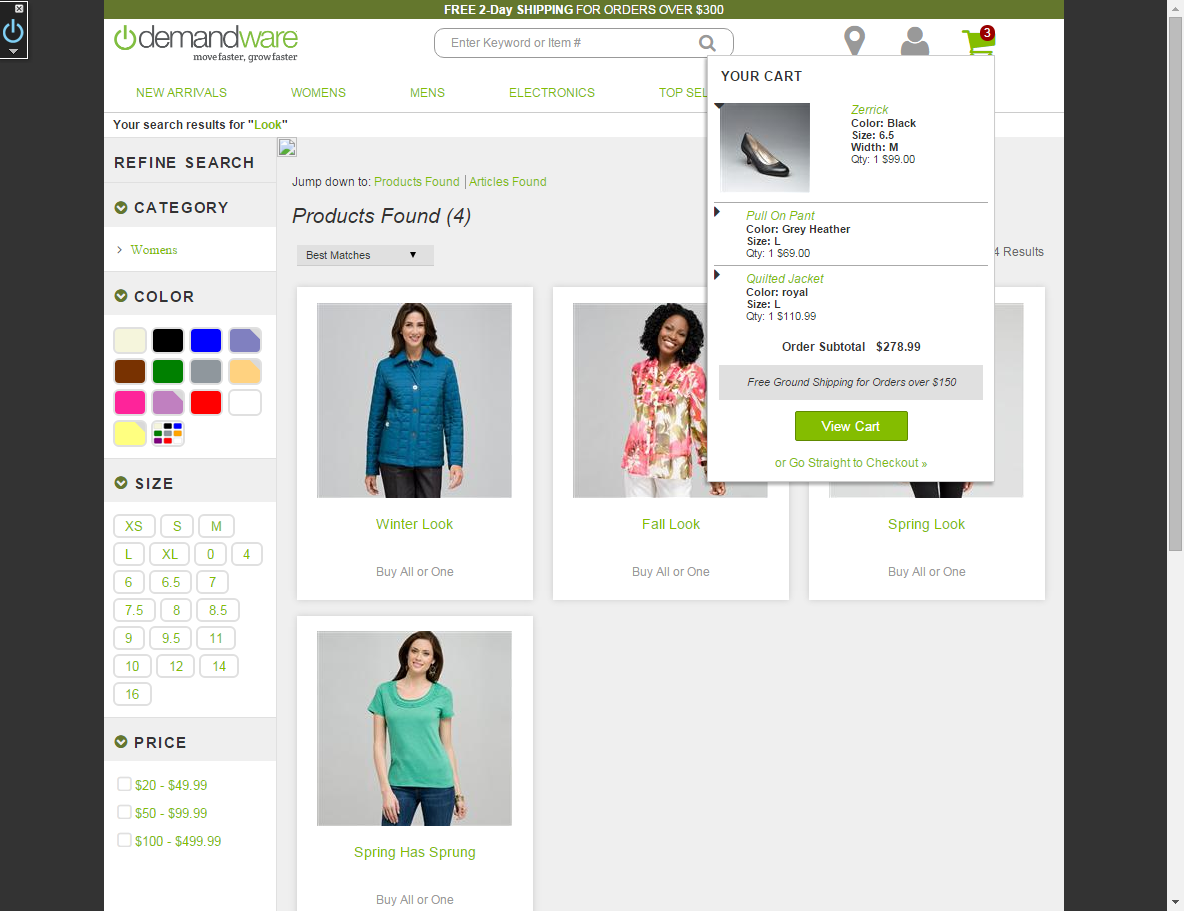 FREE 2-Day SHIPPING FOR ORDERS OVER $300
demandware
move faster, grow faster
Enter Keyword or Item #
3
NEW ARRIVALS
WOMENS
MENS
ELECTRONICS
TOP SEL
Your search results for "Look"
REFINE SEARCH
CATEGORY
Womens
COLOR
SIZE
XS S M
L XL 0 4
6 6.5 7
7.5 8 8.5
9 9.5 11
10 12 14
16
PRICE
$20 - $49.99
$50 - $99.99
$100 - $499.99
Jump down to: Products Found | Articles Found
Products Found (4)
Best Matches
4 Results
Winter Look
Buy All or One
Fall Look
Buy All or One
Spring Look
Buy All or One
Spring Has Sprung
Buy All or One
YOUR CART
Zerrick
Color: Black
Size: 6.5
Width: M
Qty: 1 $99.00
Pull On Pant
Color: Grey Heather
Size: L
Qty: 1 $69.00
Quilted Jacket
Color: royal
Size: L
Qty: 1 $110.99
Order Subtotal $278.99
Free Ground Shipping for Orders over $150
View Cart
or Go Straight to Checkout »